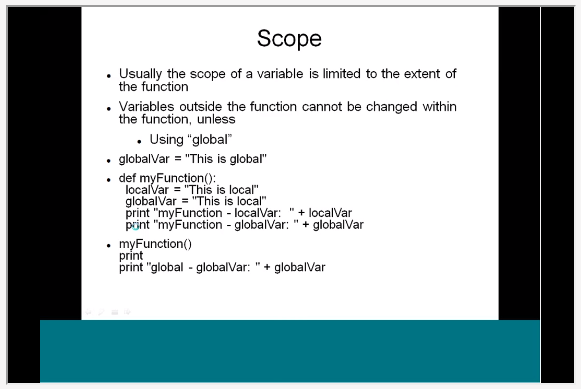 Scope
• Usually the scope of a variable is limited to the extent of
the function
• Variables outside the function cannot be changed within
the function, unless
• Using “global”
• globalVar = "This is global"
• def myFunction():
localVar = "This is local"
globalVar = "This is local"
print "myFunction - localVar:  " + localVar
print "myFunction - globalVar: " + globalVar
• myFunction()
print
print "global - globalVar: " + globalVar